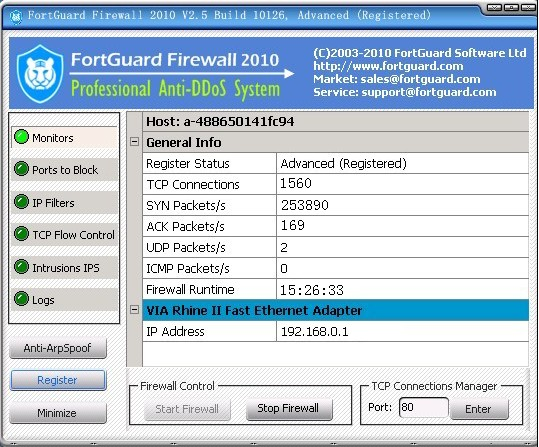 FortGuard Firewall 2010 V2.5 Build 10126, Advanced (Registered)
FortGuard Firewall 2010
Professional Anti-DDoS System
(C)2003-2010 FortGuard Software Ltd
http://www.fortguard.com
Market: sales@fortguard.com
Service: support@fortguard.com
Monitors
Ports to Block
IP Filters
TCP Flow Control
Intrusions IPS
Logs
Anti-ArpSpoof
Register
Minimize
Host: a-488650141fc94
General Info
Register Status Advanced (Registered)
TCP Connections 1560
SYN Packets/s 253890
ACK Packets/s 169
UDP Packets/s 2
ICMP Packets/s 0
Firewall Runtime 15:26:33
VIA Rhine II Fast Ethernet Adapter
IP Address 192.168.0.1
Firewall Control
Start Firewall Stop Firewall
TCP Connections Manager
Port: 80 Enter